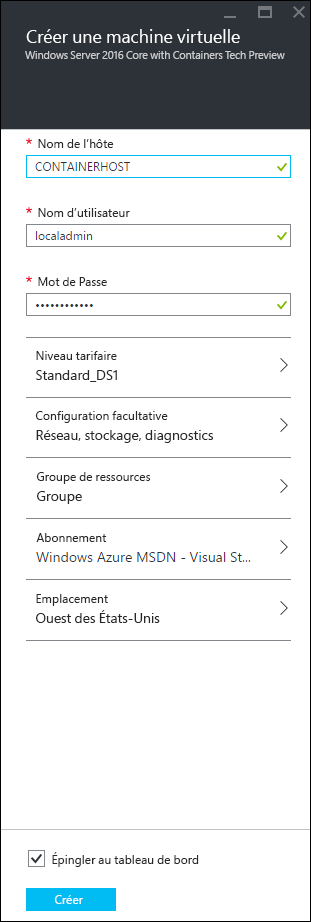 Créer une machine virtuelle
Windows Server 2016 Core with Containers Tech Preview
* Nom de l'hôte
CONTAINERHOST
* Nom d'utilisateur
localadmin
* Mot de Passe
••••••••••••
Niveau tarifaire
Standard_DS1
Configuration facultative
Réseau, stockage, diagnostics
Groupe de ressources
Groupe
Abonnement
Windows Azure MSDN - Visual St...
Emplacement
Ouest des États-Unis
Épingler au tableau de bord
Créer